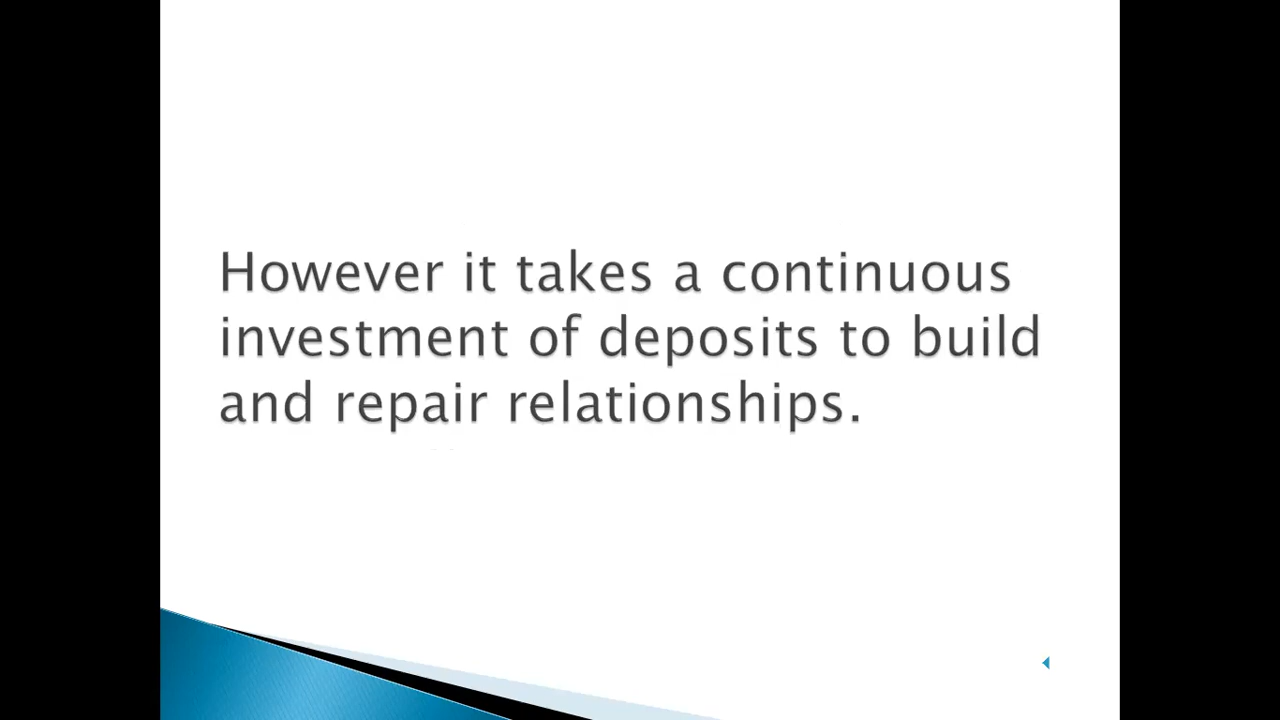 However it takes a continuous
investment of deposits to build
and repair relationships.